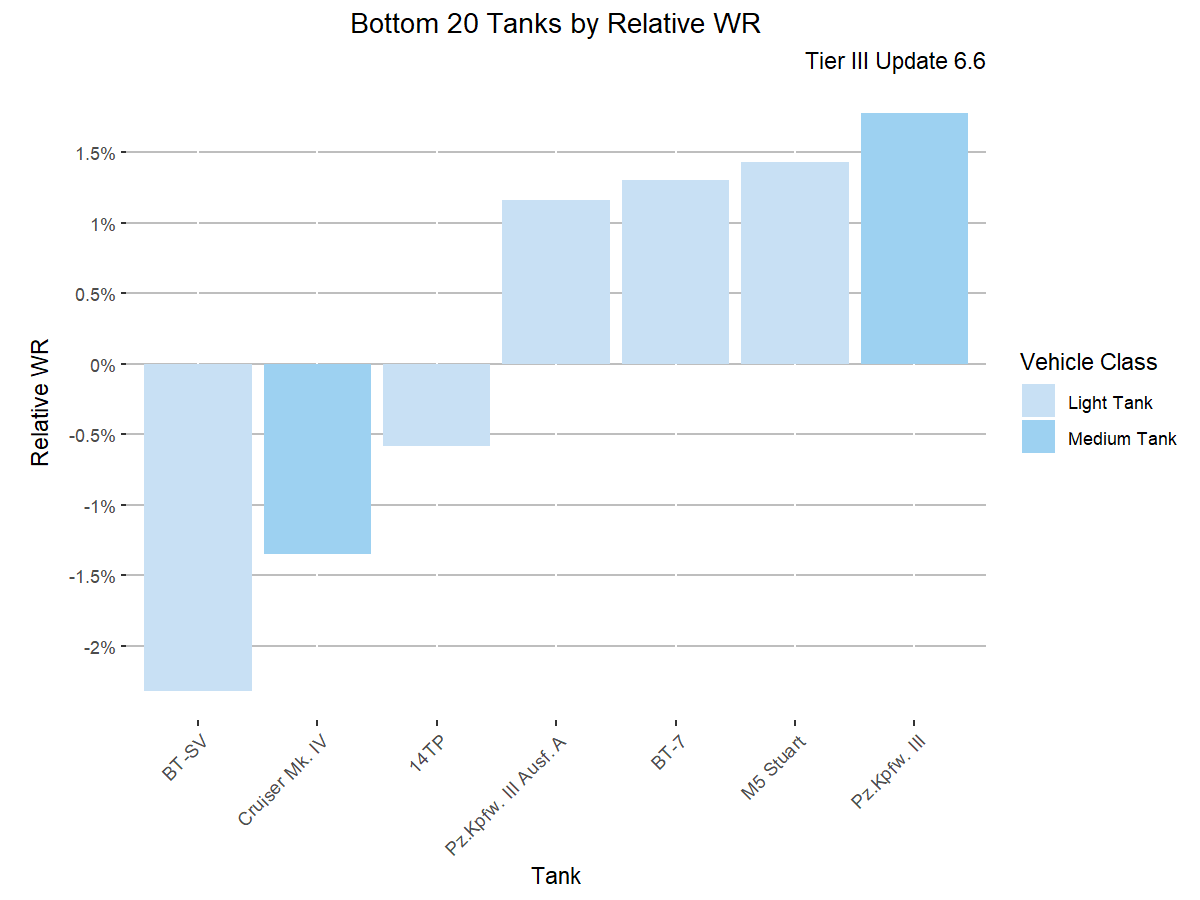 Bottom 20 Tanks by Relative WR
Tier III Update 6.6
Relative WR
1.5%
1%
0.5%
0%
-0.5%
-1%
-1.5%
-2%
BT-SV
Cruiser Mk. IV
14TP
Pz.Kpfw. III Ausf. A
BT-7
M5 Stuart
Pz.Kpfw. III
Tank
Vehicle Class
Light Tank
Medium Tank